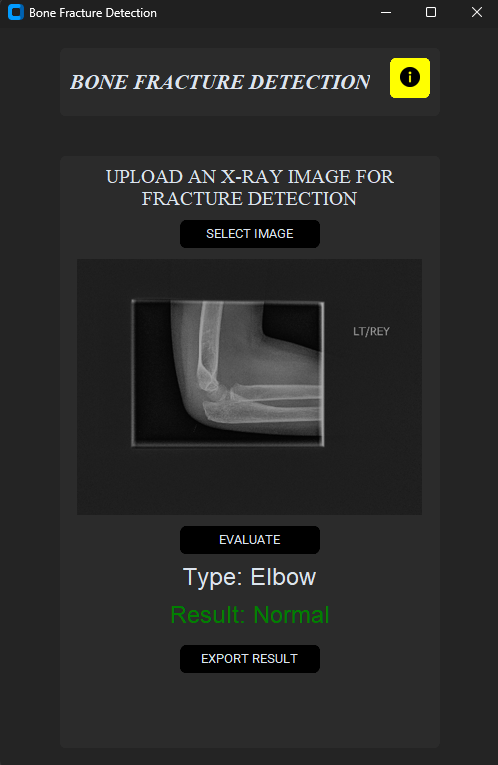 Bone Fracture Detection
BONE FRACTURE DETECTION
UPLOAD AN X-RAY IMAGE FOR
FRACTURE DETECTION
SELECT IMAGE
LT/REY
EVALUATE
Type: Elbow
Result: Normal
EXPORT RESULT